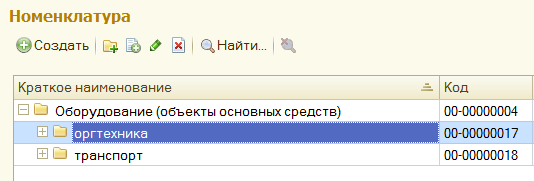 Номенклатура
Создать Найти...
Краткое наименование Код
Оборудование (объекты основных средств) 00-00000004
оргтехника 00-00000017
транспорт 00-00000018